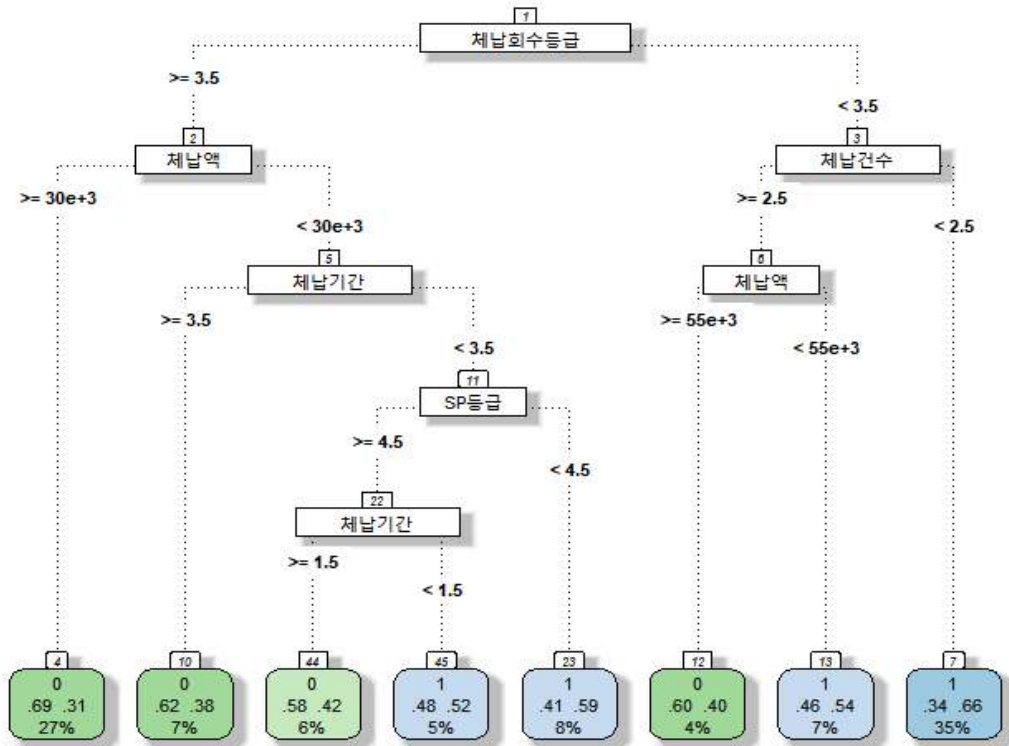 1
체납회수등급
>= 3.5
< 3.5
2
3
체납액
체납건수
>= 30e+3
>= 2.5
< 30e+3
< 2.5
5
6
체납기간
체납액
>= 3.5
>= 55e+3
< 3.5
< 55e+3
11
SP등급
>= 4.5
< 4.5
22
체납기간
>= 1.5
< 1.5
4
10
44
45
23
12
13
7
0 0 0 1 1 0 1 1
.69 .31 .62 .38 .58 .42 .48 .52 .41 .59 .60 .40 .46 .54 .34 .66
27% 7% 6% 5% 8% 4% 7% 35%